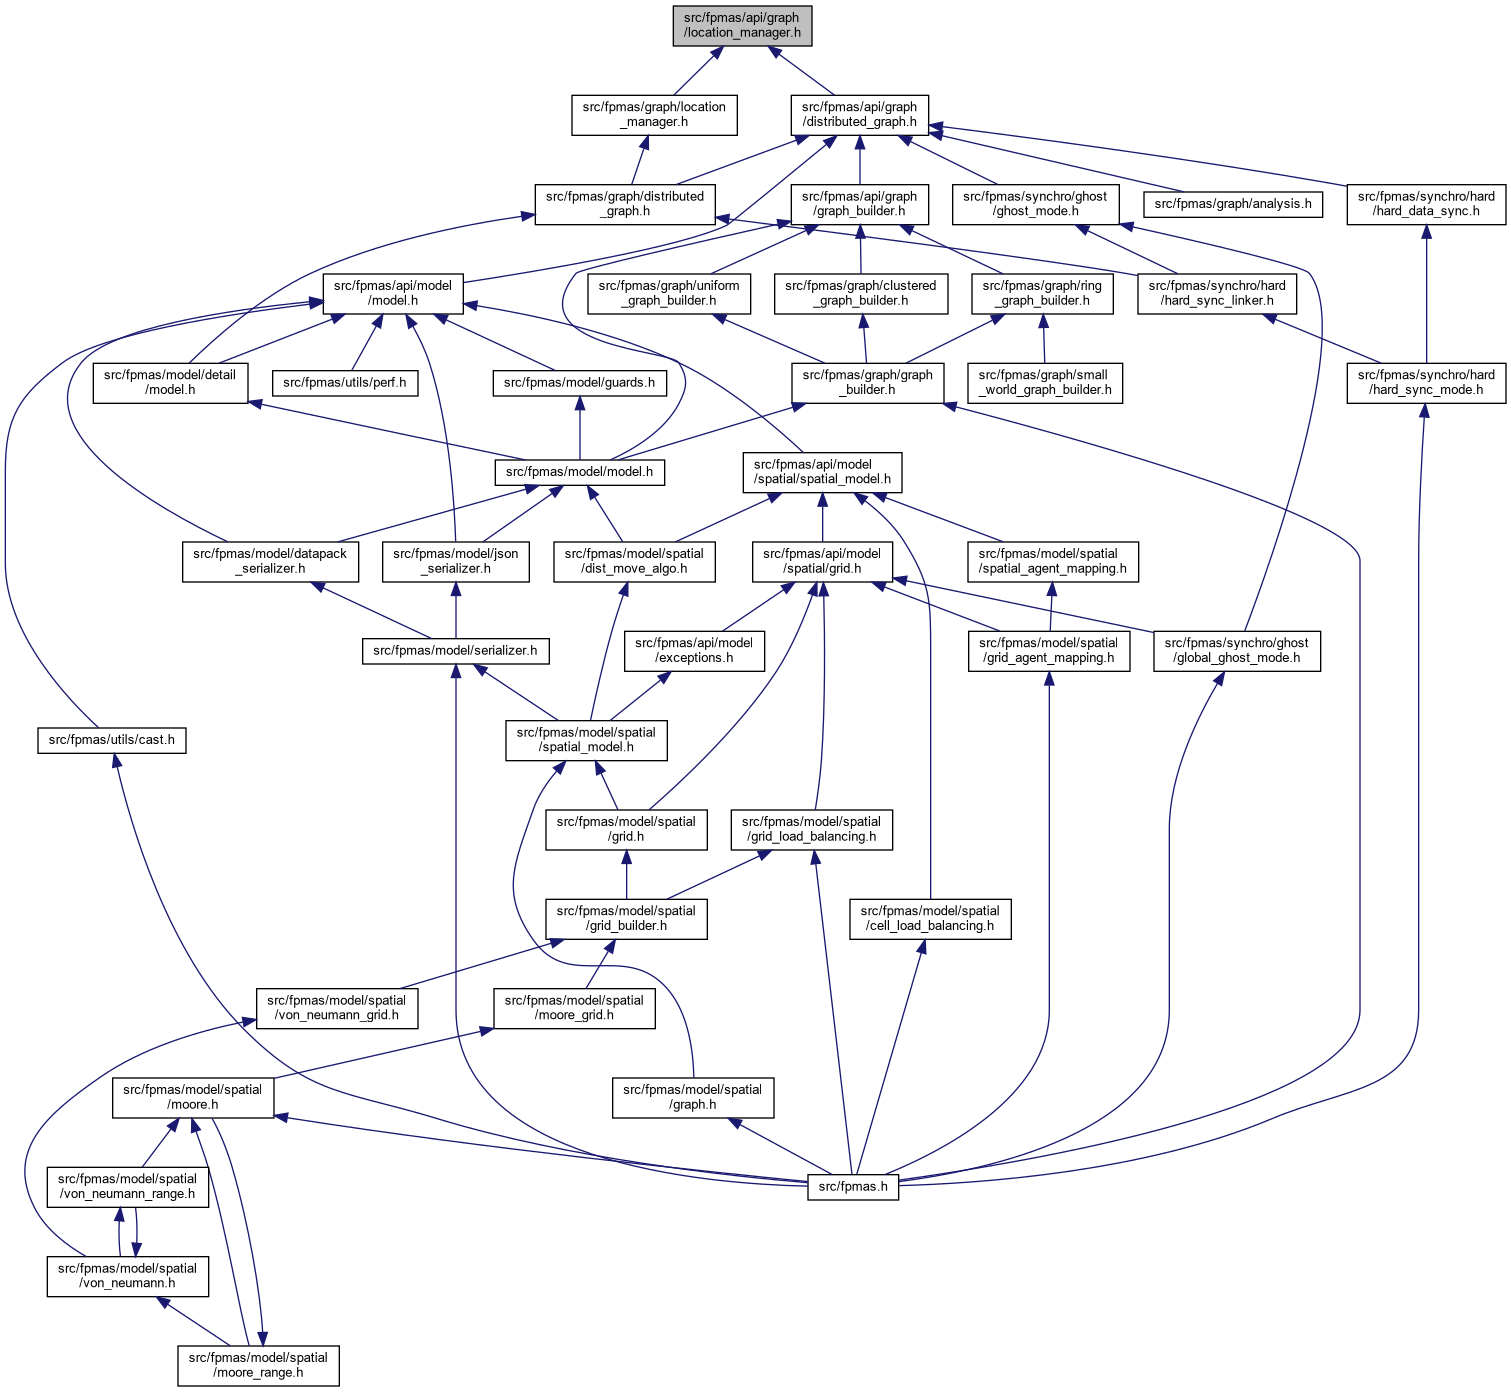 src/fpmas/api/graph
/location_manager.h
src/fpmas/graph/location
_manager.h
src/fpmas/api/graph
/distributed_graph.h
src/fpmas/graph/distributed
_graph.h
src/fpmas/api/graph
/graph_builder.h
src/fpmas/synchro/ghost
/ghost_mode.h
src/fpmas/graph/analysis.h
src/fpmas/synchro/hard
/hard_data_sync.h
src/fpmas/api/model
/model.h
src/fpmas/graph/uniform
_graph_builder.h
src/fpmas/graph/clustered
_graph_builder.h
src/fpmas/graph/ring
_graph_builder.h
src/fpmas/synchro/hard
/hard_sync_linker.h
src/fpmas/model/detail
/model.h
src/fpmas/utils/perf.h
src/fpmas/model/guards.h
src/fpmas/graph/graph
_builder.h
src/fpmas/graph/small
_world_graph_builder.h
src/fpmas/synchro/hard
/hard_sync_mode.h
src/fpmas/model/model.h
src/fpmas/api/model
/spatial/spatial_model.h
src/fpmas/model/datapack
_serializer.h
src/fpmas/model/json
_serializer.h
src/fpmas/model/spatial
/dist_move_algo.h
src/fpmas/api/model
/spatial/grid.h
src/fpmas/model/spatial
/spatial_agent_mapping.h
src/fpmas/model/serializer.h
src/fpmas/api/model
/exceptions.h
src/fpmas/model/spatial
/grid_agent_mapping.h
src/fpmas/synchro/ghost
/global_ghost_mode.h
src/fpmas/utils/cast.h
src/fpmas/model/spatial
/spatial_model.h
src/fpmas/model/spatial
/grid.h
src/fpmas/model/spatial
/grid_load_balancing.h
src/fpmas/model/spatial
/grid_builder.h
src/fpmas/model/spatial
/cell_load_balancing.h
src/fpmas/model/spatial
/von_neumann_grid.h
src/fpmas/model/spatial
/moore_grid.h
src/fpmas/model/spatial
/moore.h
src/fpmas/model/spatial
/graph.h
src/fpmas/model/spatial
/von_neumann_range.h
src/fpmas.h
src/fpmas/model/spatial
/von_neumann.h
src/fpmas/model/spatial
/moore_range.h